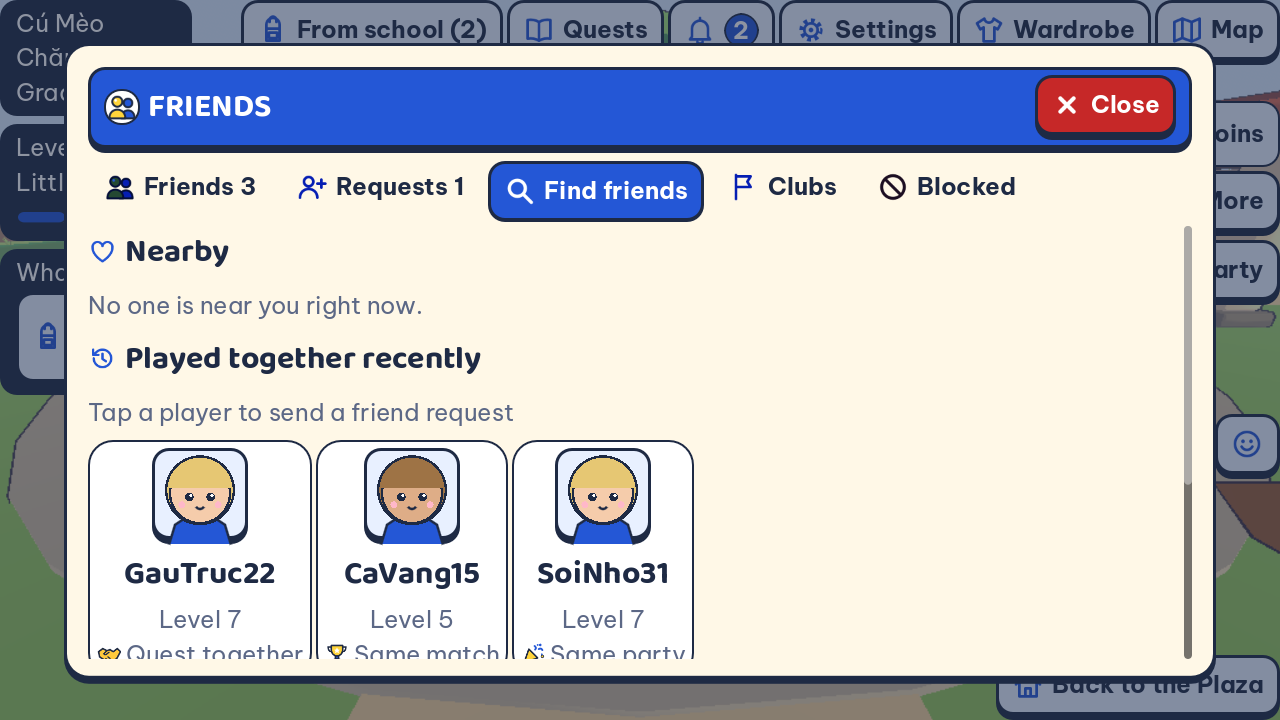 Cú Mèo
From school (2)
Quests
2
Settings
Wardrobe
Map
FRIENDS
Close
Friends 3
Requests 1
Find friends
Clubs
Blocked
Nearby
No one is near you right now.
Played together recently
Tap a player to send a friend request
GauTruc22
Level 7
Quest together
CaVang15
Level 5
Same match
SoiNho31
Level 7
Same party
Back to the Plaza